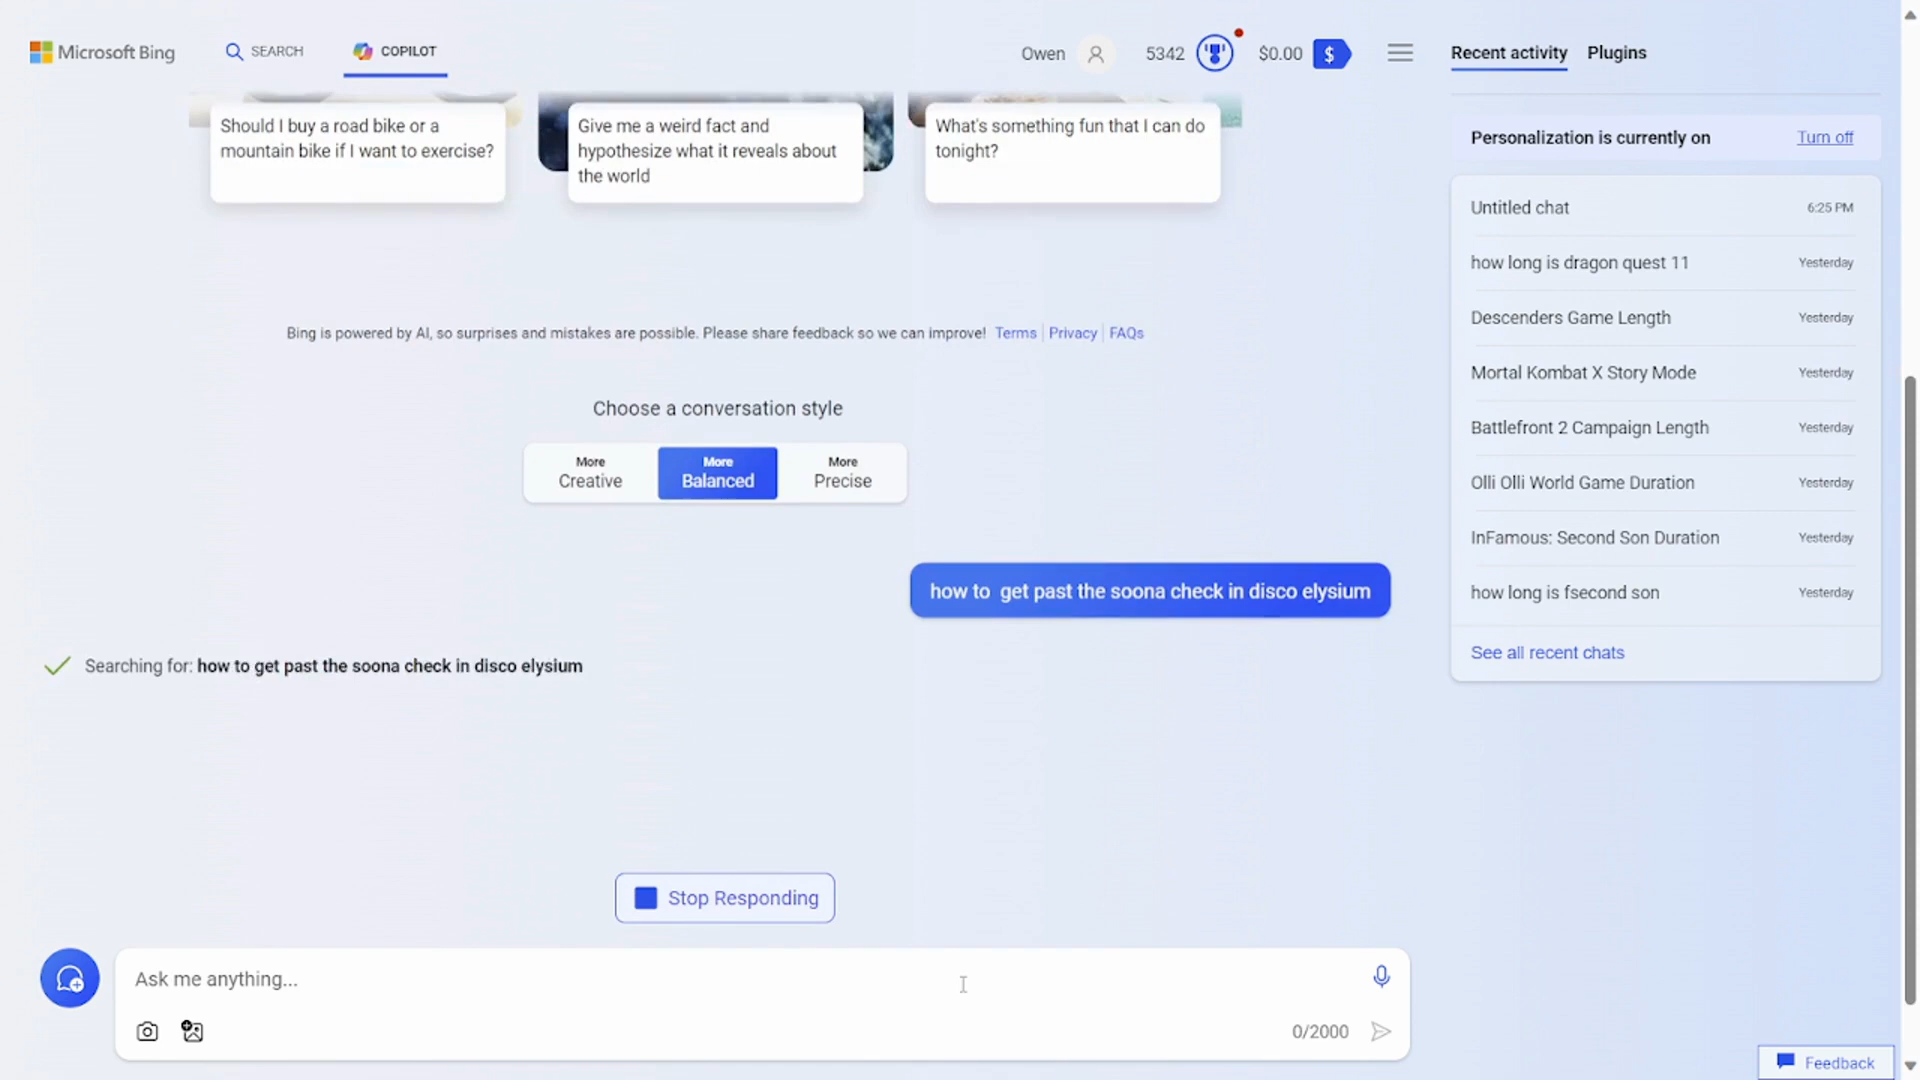 Microsoft Bing
SEARCH
COPILOT
Owen
5342
$0.00
$
Recent activity
Plugins
Should I buy a road bike or a
mountain bike if I want to exercise?
Give me a weird fact and
hypothesize what it reveals about
the world
What's something fun that I can do
tonight?
Personalization is currently on
Turn off
Untitled chat
6:25 PM
how long is dragon quest 11
Yesterday
Descenders Game Length
Yesterday
Mortal Kombat X Story Mode
Yesterday
Battlefront 2 Campaign Length
Yesterday
Olli Olli World Game Duration
Yesterday
InFamous: Second Son Duration
Yesterday
how long is fsecond son
Yesterday
See all recent chats
Bing is powered by AI, so surprises and mistakes are possible. Please share feedback so we can improve! Terms Privacy FAQs
Choose a conversation style
More
Creative
More
Balanced
More
Precise
how to  get past the soona check in disco elysium
Searching for: how to get past the soona check in disco elysium
Stop Responding
Ask me anything...
0/2000
Feedback